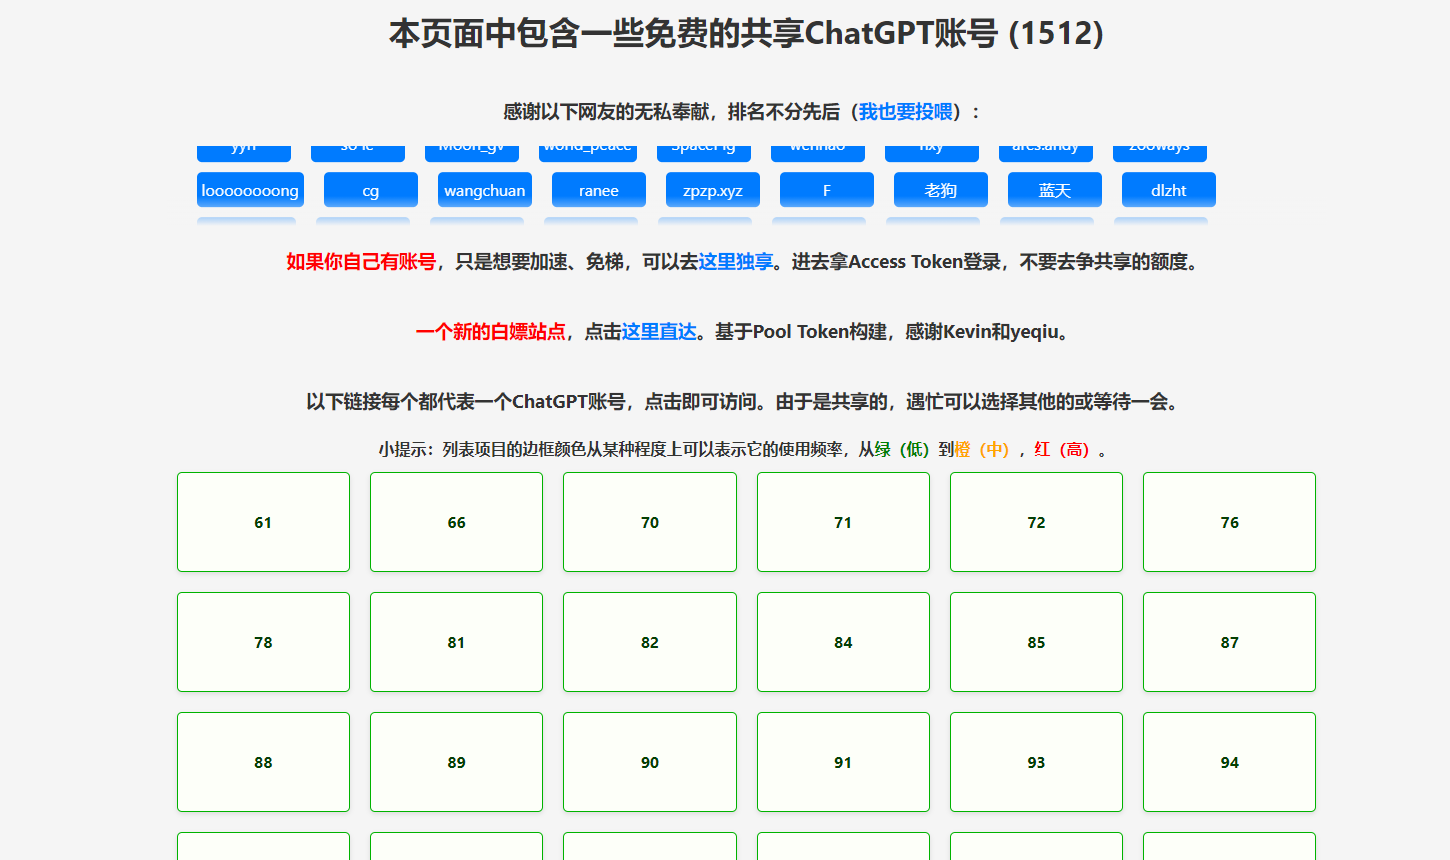 本页面中包含一些免费的共享ChatGPT账号 (1512)
感谢以下网友的无私奉献，排名不分先后（我也要投喂）：
yyh so le Moon_gv world_peace SpacePig wenhao hxy ares.andy zooways
loooooooong cg wangchuan ranee zpzp.xyz F 老狗 蓝天 dlzht
如果你自己有账号，只是想要加速、免梯，可以去这里独享。进去拿Access Token登录，不要去争共享的额度。
一个新的白嫖站点，点击这里直达。基于Pool Token构建，感谢Kevin和yeqiu。
以下链接每个都代表一个ChatGPT账号，点击即可访问。由于是共享的，遇忙可以选择其他的或等待一会。
小提示：列表项目的边框颜色从某种程度上可以表示它的使用频率，从绿（低）到橙（中），红（高）。
61 66 70 71 72 76
78 81 82 84 85 87
88 89 90 91 93 94